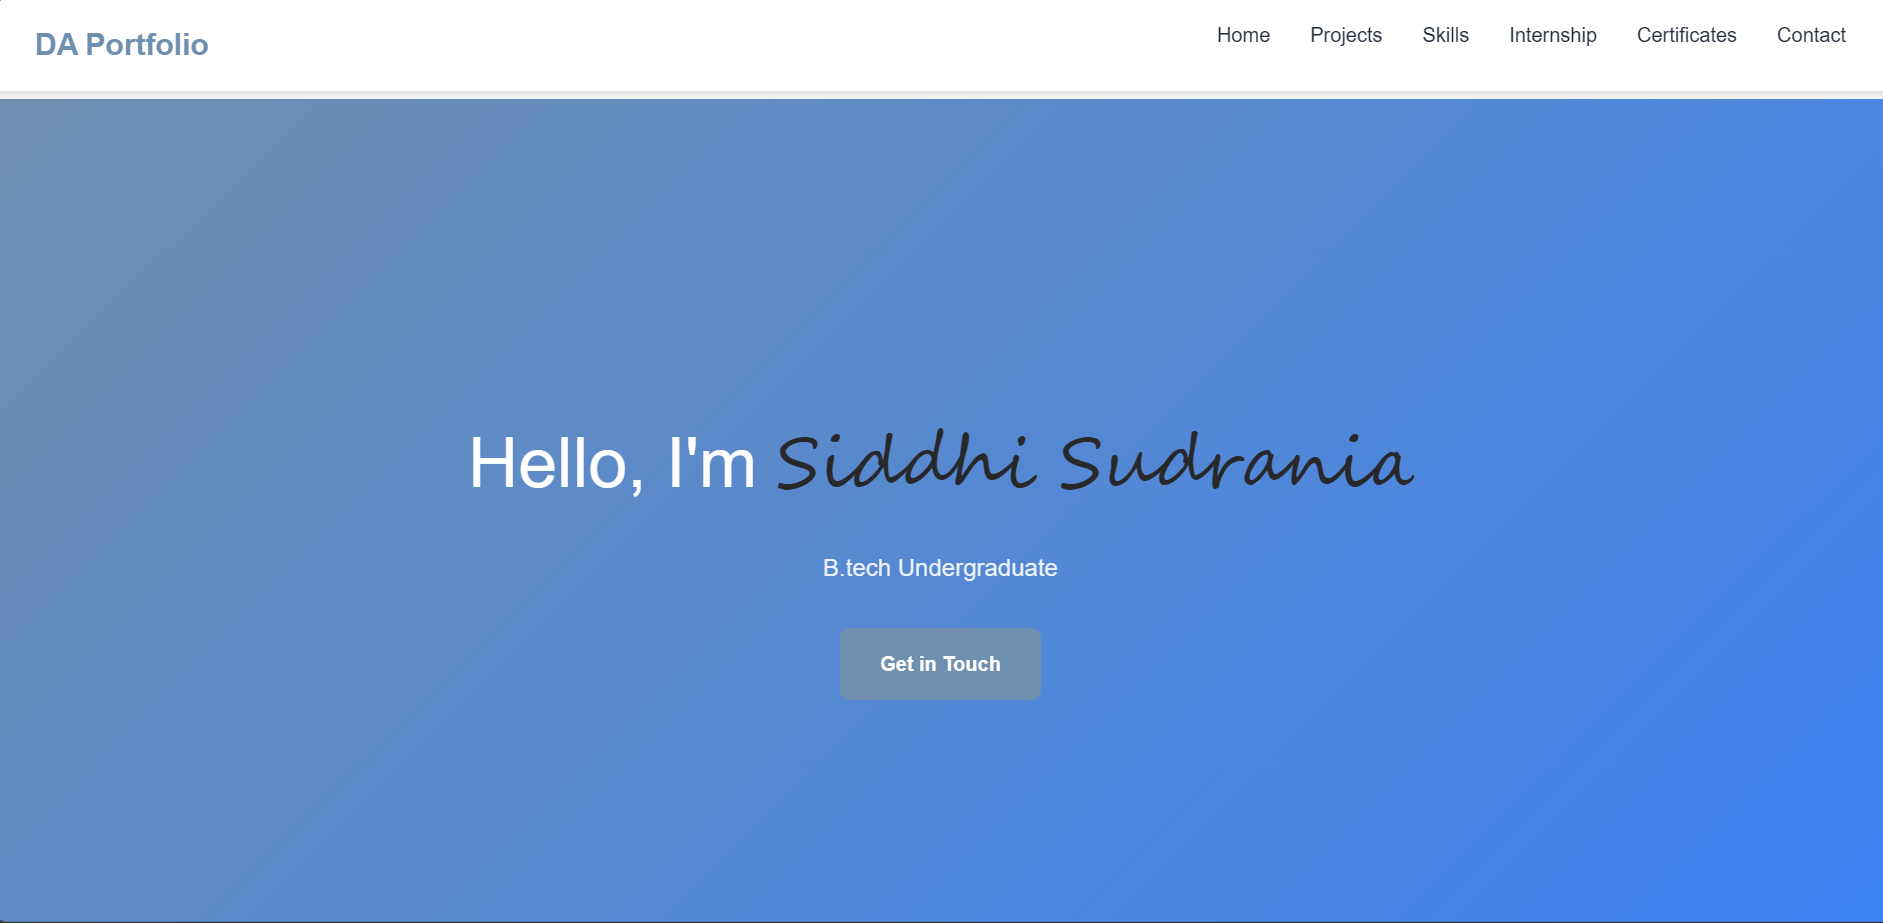 DA Portfolio
Home Projects Skills Internship Certificates Contact
Hello, I'm Siddhi Sudrania
B.tech Undergraduate
Get in Touch